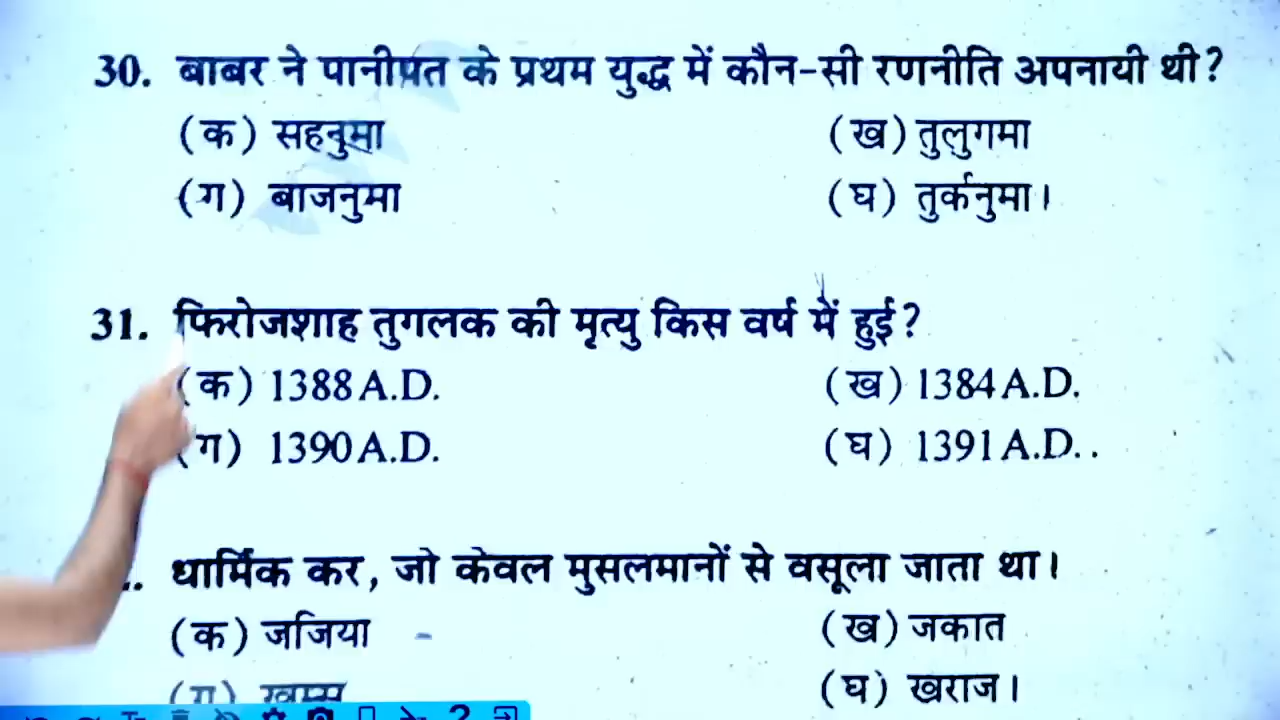 30. बाबर ने पानीपत के प्रथम युद्ध में कौन-सी रणनीति अपनायी थी?
(क) सहनुमा (ख) तुलुगमा
(ग) बाजनुमा (घ) तुर्कनुमा।
31. फिरोजशाह तुगलक की मृत्यु किस वर्ष में हुई?
(क) 1388 A.D. (ख) 1384 A.D.
(ग) 1390 A.D. (घ) 1391 A.D..
. धार्मिक कर, जो केवल मुसलमानों से वसूला जाता था।
(क) जजिया (ख) जकात
(ग) खम्स (घ) खराज।